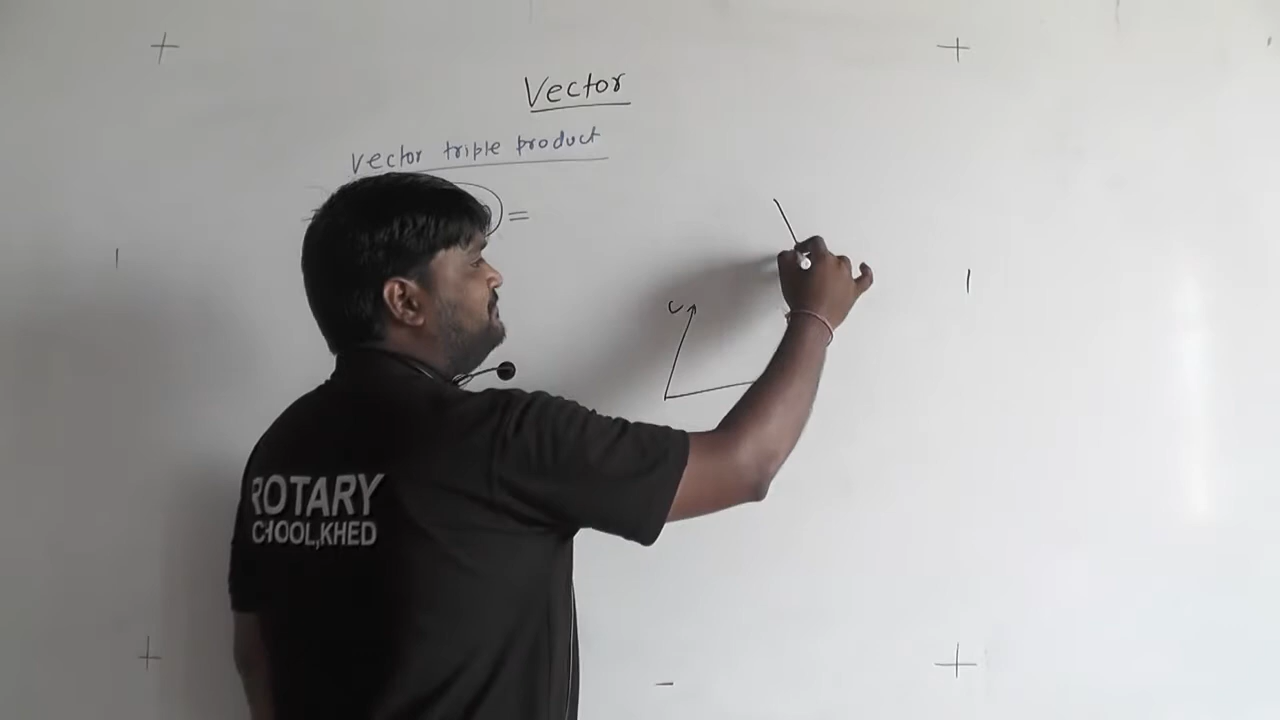 Vector
Vector triple product
=
C
ROTARY
CHOOL,KHED